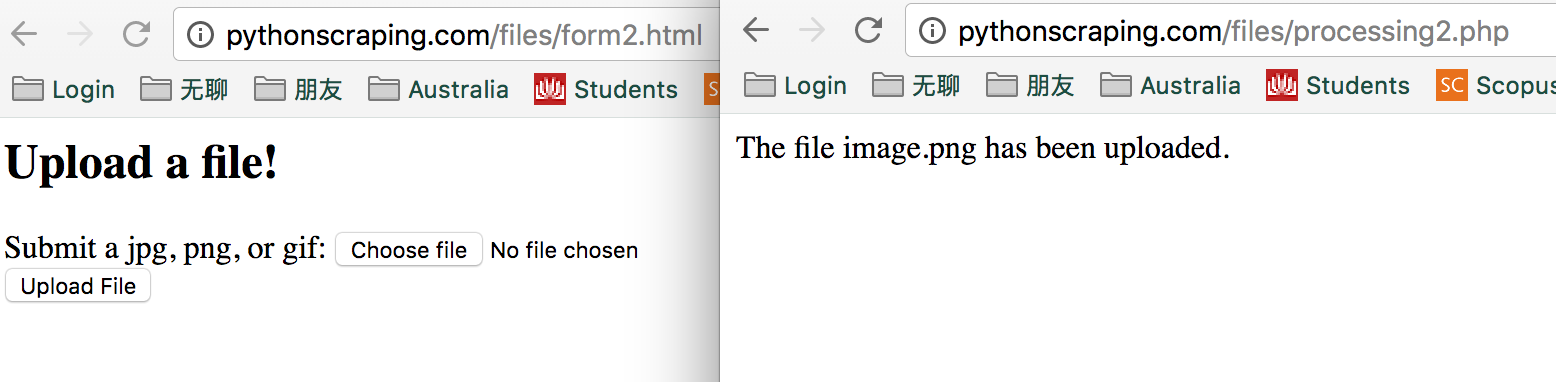 pythonscraping.com/files/form2.html
Login 无聊 朋友 Australia Students S
Upload a file!
Submit a jpg, png, or gif: Choose file No file chosen
Upload File
pythonscraping.com/files/processing2.php
Login 无聊 朋友 Australia Students SC Scopus
The file image.png has been uploaded.